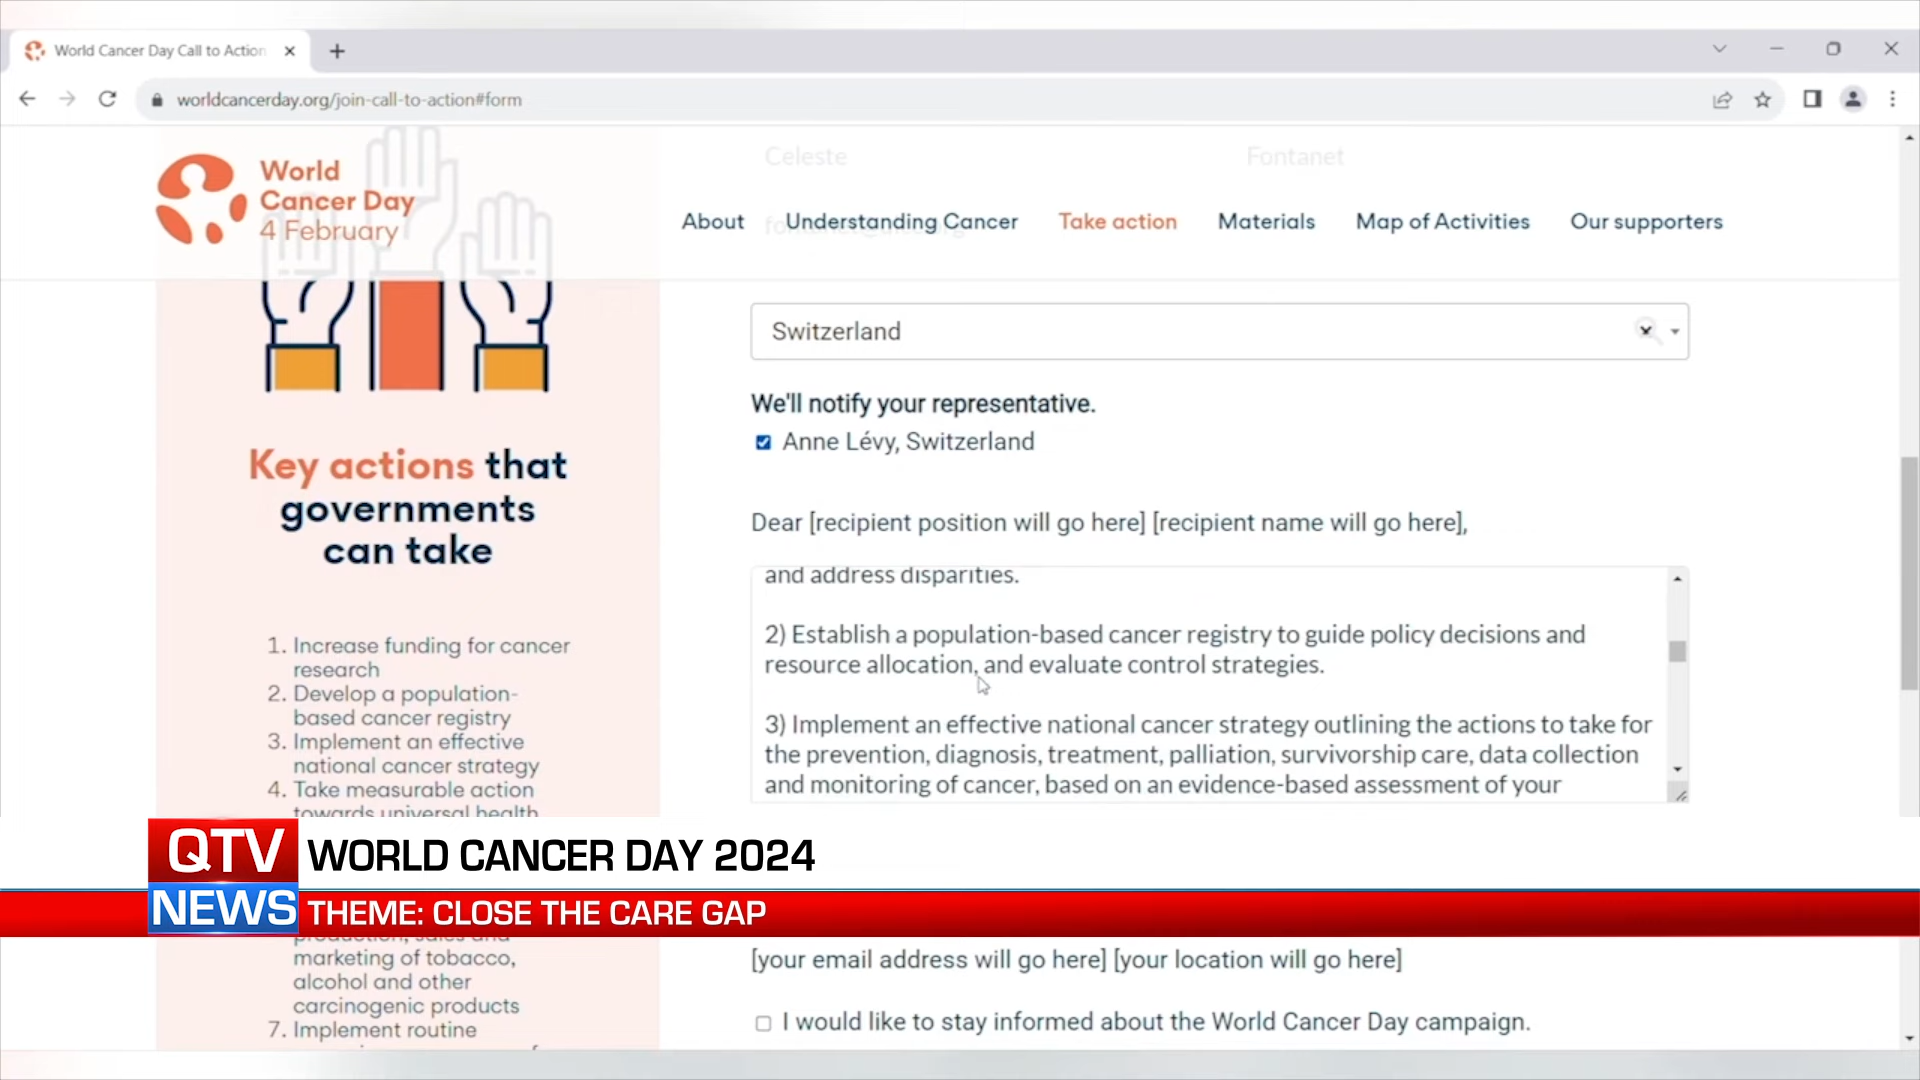 World Cancer Day Call to Action
worldcancerday.org/join-call-to-action#form
World
Cancer Day
4 February
Celeste
Fontanet
About
Understanding Cancer
Take action
Materials
Map of Activities
Our supporters
Key actions that
governments
can take
1. Increase funding for cancer
research
2. Develop a population-
based cancer registry
3. Implement an effective
national cancer strategy
4. Take measurable action
towards universal health
production, sales and
marketing of tobacco,
alcohol and other
carcinogenic products
7. Implement routine
Switzerland
We'll notify your representative.
Anne Lévy, Switzerland
Dear [recipient position will go here] [recipient name will go here],
and address disparities.
2) Establish a population-based cancer registry to guide policy decisions and
resource allocation, and evaluate control strategies.
3) Implement an effective national cancer strategy outlining the actions to take for
the prevention, diagnosis, treatment, palliation, survivorship care, data collection
and monitoring of cancer, based on an evidence-based assessment of your
[your email address will go here] [your location will go here]
I would like to stay informed about the World Cancer Day campaign.
QTV
NEWS
WORLD CANCER DAY 2024
THEME: CLOSE THE CARE GAP